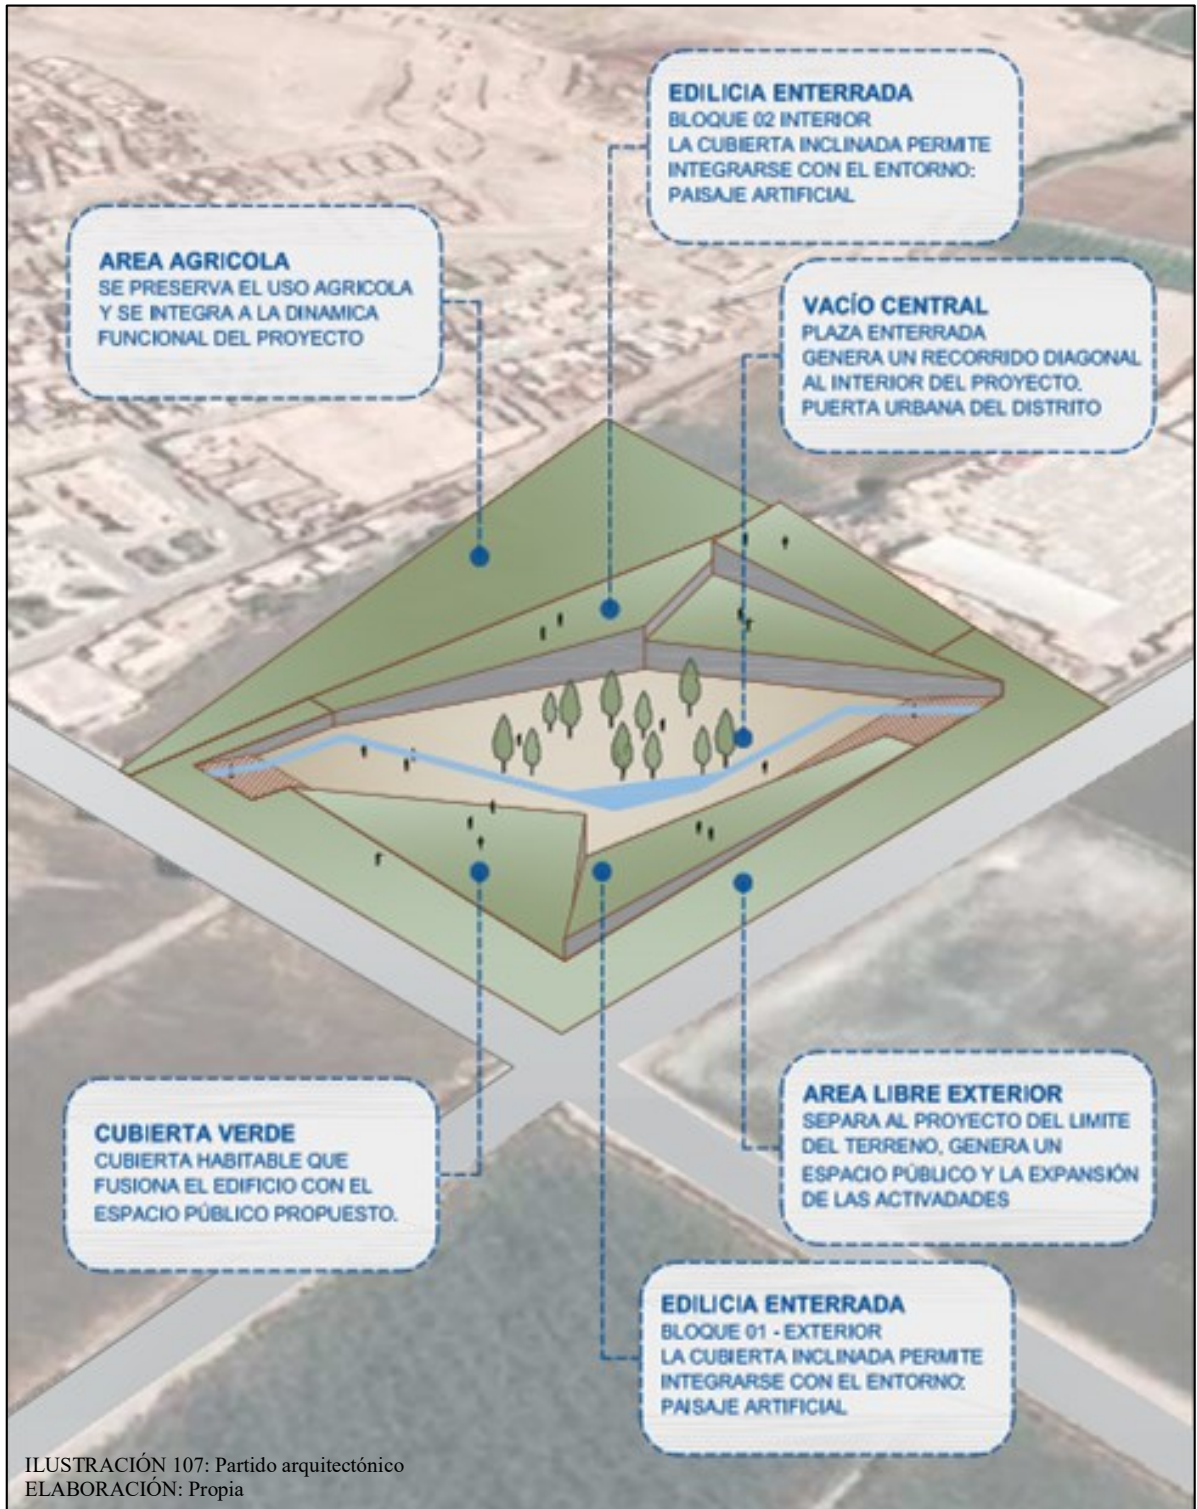 EDILICIA ENTERRADA
BLOQUE 02 INTERIOR
LA CUBIERTA INCLINADA PERMITE
INTEGRARSE CON EL ENTORNO:
PAISAJE ARTIFICIAL
AREA AGRICOLA
SE PRESERVA EL USO AGRICOLA
Y SE INTEGRA A LA DINAMICA
FUNCIONAL DEL PROYECTO
VACÍO CENTRAL
PLAZA ENTERRADA
GENERA UN RECORRIDO DIAGONAL
AL INTERIOR DEL PROYECTO.
PUERTA URBANA DEL DISTRITO
CUBIERTA VERDE
CUBIERTA HABITABLE QUE
FUSIONA EL EDIFICIO CON EL
ESPACIO PÚBLICO PROPUESTO.
AREA LIBRE EXTERIOR
SEPARA AL PROYECTO DEL LIMITE
DEL TERRENO, GENERA UN
ESPACIO PÚBLICO Y LA EXPANSIÓN
DE LAS ACTIVADADES
EDILICIA ENTERRADA
BLOQUE 01 - EXTERIOR
LA CUBIERTA INCLINADA PERMITE
INTEGRARSE CON EL ENTORNO:
PAISAJE ARTIFICIAL
ILUSTRACIÓN 107: Partido arquitectónico
ELABORACIÓN: Propia